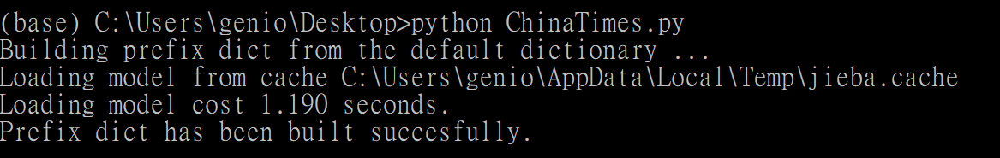 (base) C:\Users\genio\Desktop>python ChinaTimes.py
Building prefix dict from the default dictionary ...
Loading model from cache C:\Users\genio\AppData\Local\Temp\jieba.cache
Loading model cost 1.190 seconds.
Prefix dict has been built succesfully.